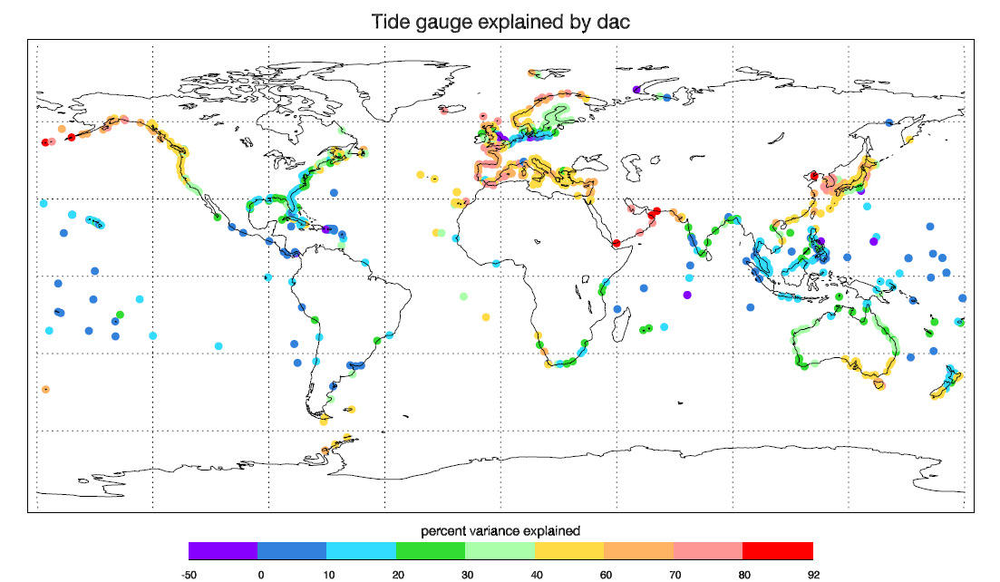 Tide gauge explained by dac
percent variance explained
-50 0 10 20 30 40 60 70 80 92